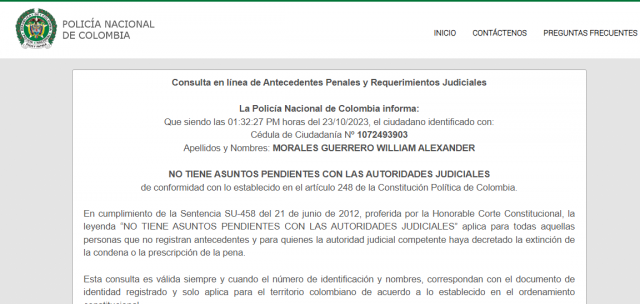 POLICÍA NACIONAL
DE COLOMBIA
INICIO CONTÁCTENOS PREGUNTAS FRECUENTES
Consulta en línea de Antecedentes Penales y Requerimientos Judiciales
La Policía Nacional de Colombia informa:
Que siendo las 01:32:27 PM horas del 23/10/2023, el ciudadano identificado con:
Cédula de Ciudadanía Nº 1072493903
Apellidos y Nombres: MORALES GUERRERO WILLIAM ALEXANDER
NO TIENE ASUNTOS PENDIENTES CON LAS AUTORIDADES JUDICIALES
de conformidad con lo establecido en el artículo 248 de la Constitución Política de Colombia.
En cumplimiento de la Sentencia SU-458 del 21 de junio de 2012, proferida por la Honorable Corte Constitucional, la
leyenda “NO TIENE ASUNTOS PENDIENTES CON LAS AUTORIDADES JUDICIALES” aplica para todas aquellas
personas que no registran antecedentes y para quienes la autoridad judicial competente haya decretado la extinción de
la condena o la prescripción de la pena.
Esta consulta es válida siempre y cuando el número de identificación y nombres, correspondan con el documento de
identidad registrado y solo aplica para el territorio colombiano de acuerdo a lo establecido en el ordenamiento